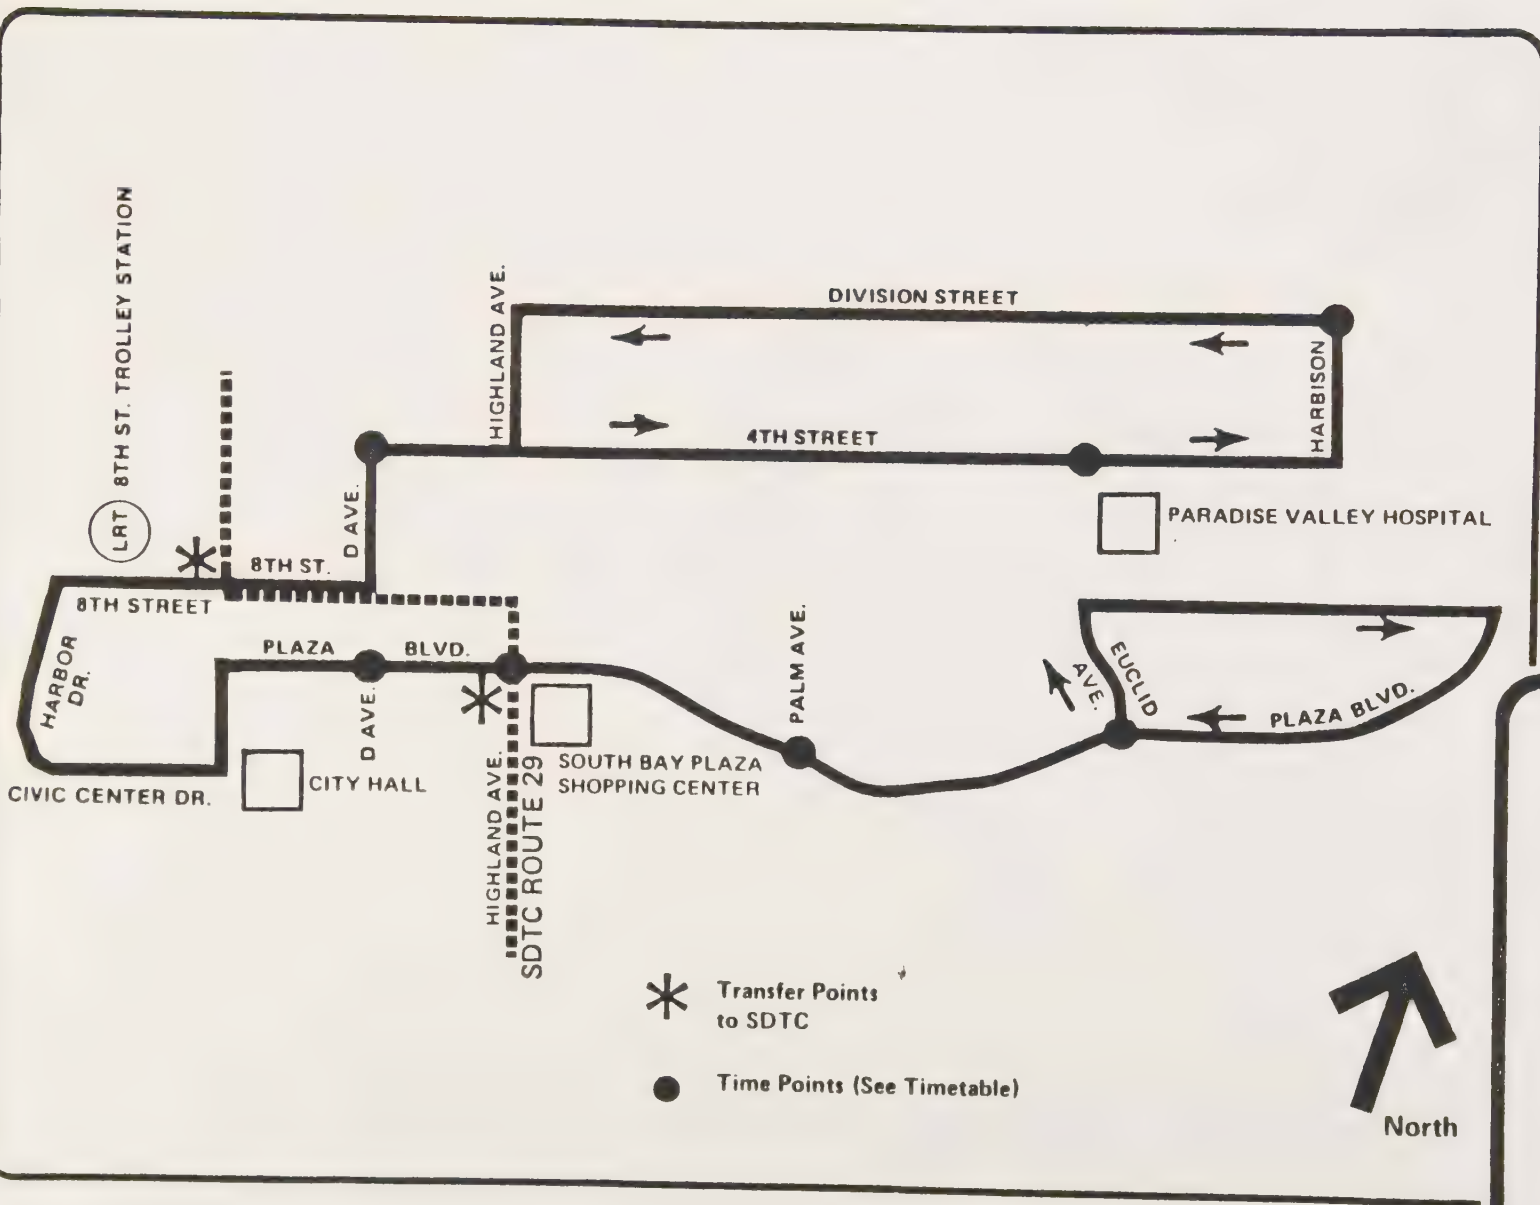 8TH ST. TROLLEY STATION
LRT
HIGHLAND AVE.
DIVISION STREET
HARBISON
4TH STREET
D AVE.
PARADISE VALLEY HOSPITAL
8TH ST.
8TH STREET
HARBOR
DR.
PLAZA BLVD.
D AVE.
PALM AVE.
EUCLID
AVE.
PLAZA BLVD.
CIVIC CENTER DR.
CITY HALL
HIGHLAND AVE.
SDTC ROUTE 29
SOUTH BAY PLAZA
SHOPPING CENTER
Transfer Points
to SDTC
Time Points (See Timetable)
North